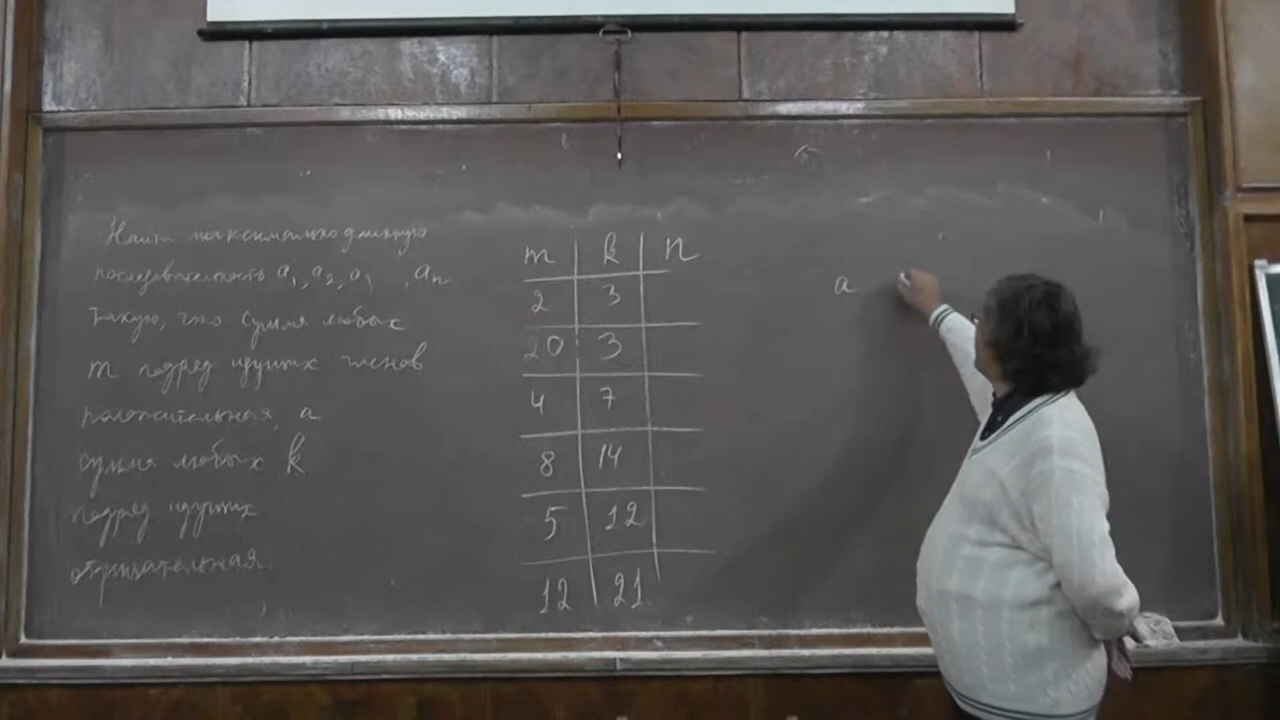 Найти максимально длинную
последовательность a₁, a₂, a₃, , aₙ
такую, что сумма любых
m подряд идущих членов
положительная, а
сумма любых k
подряд идущих
отрицательная.
m k n
2 3
20 3
4 7
8 14
5 12
12 21
a